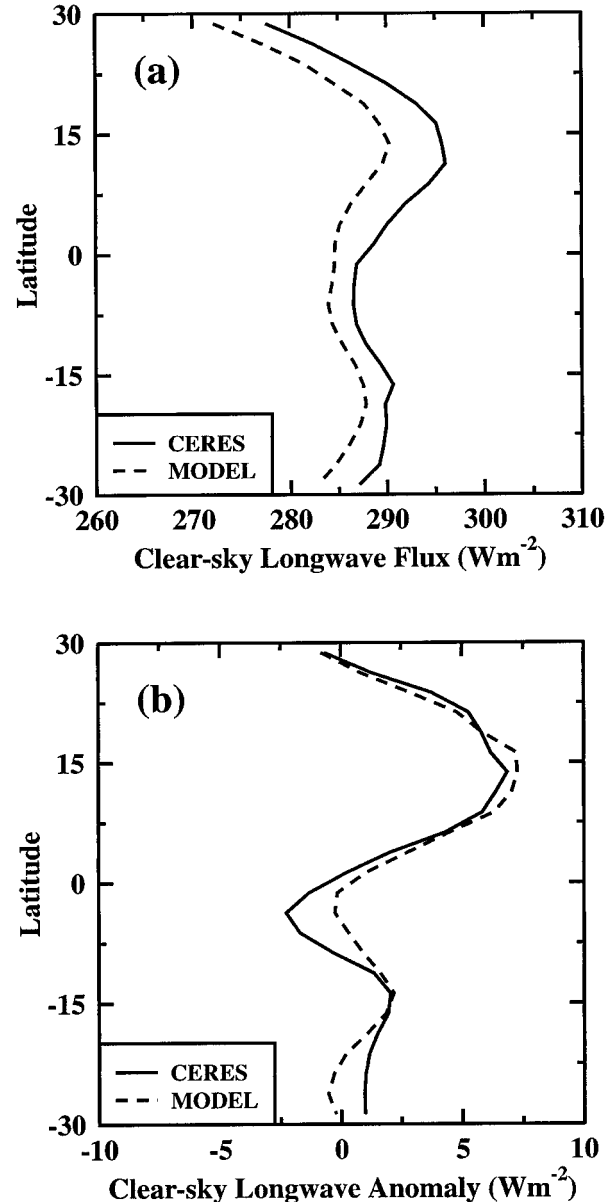 30
(a)
15
0
-15
-30
Latitude
CERES
MODEL
260 270 280 290 300 310
Clear-sky Longwave Flux (Wm-2)
30
(b)
15
0
-15
-30
Latitude
CERES
MODEL
-10 -5 0 5 10
Clear-sky Longwave Anomaly (Wm-2)